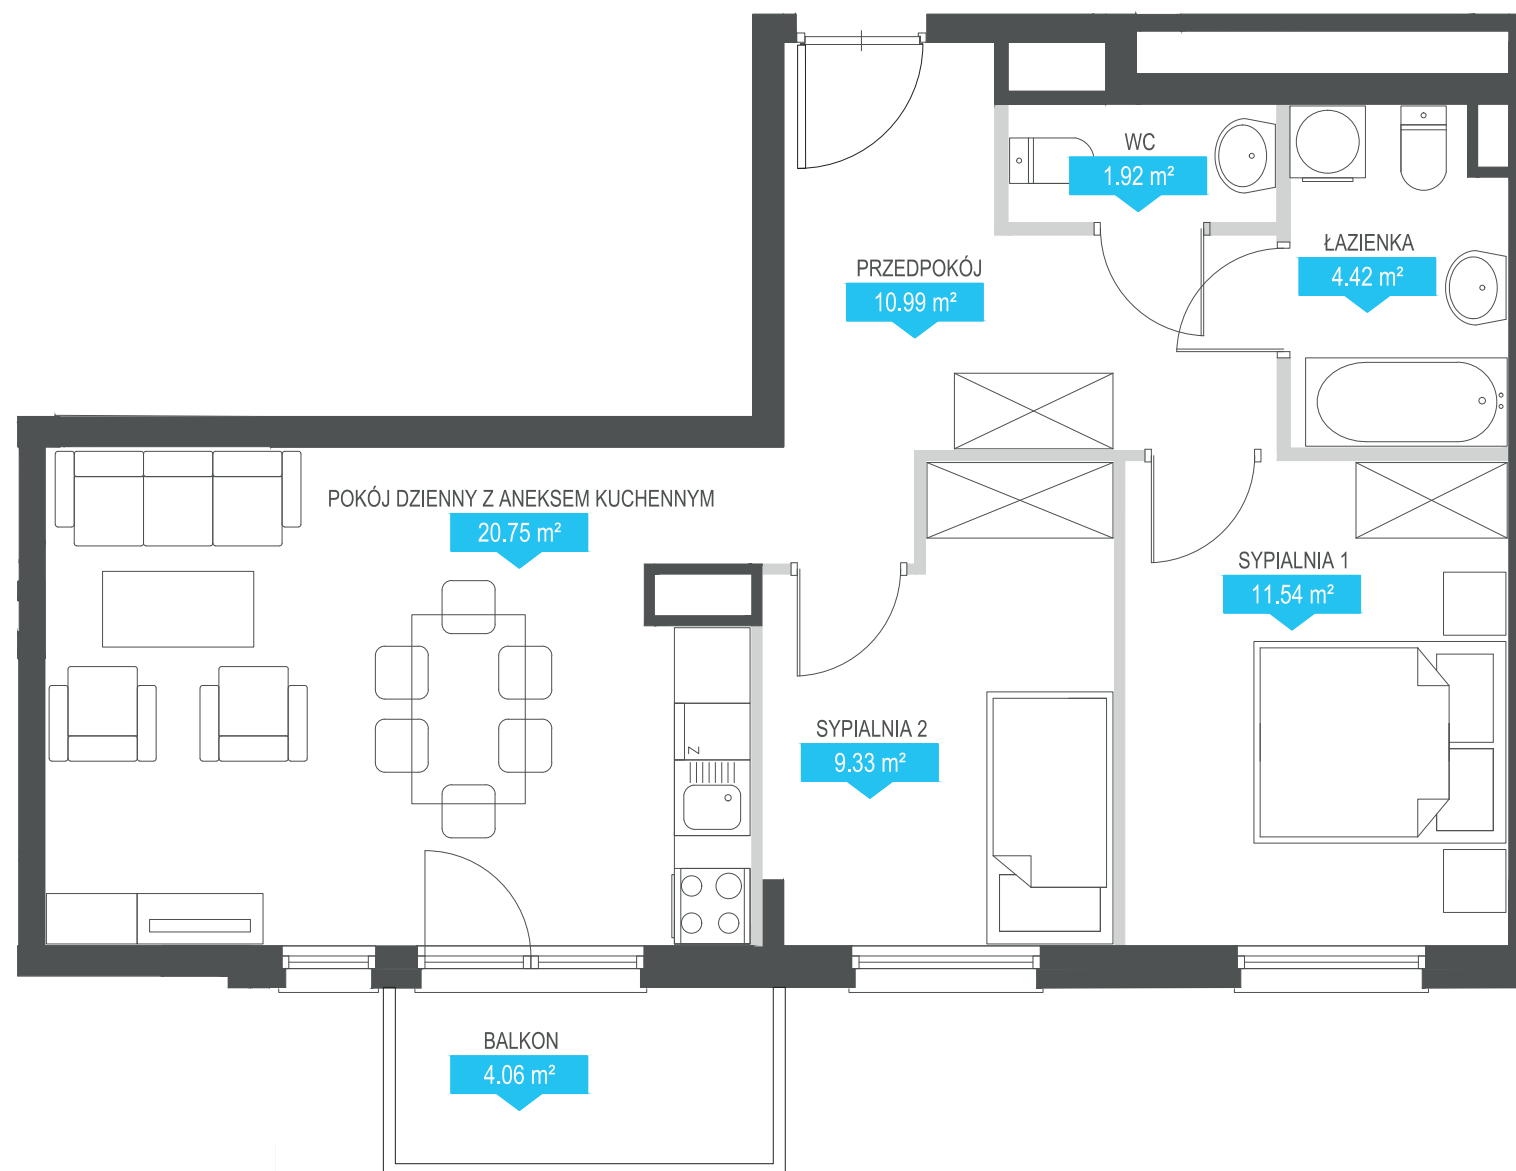 WC
1.92 m²
ŁAZIENKA
4.42 m²
PRZEDPOKÓJ
10.99 m²
POKÓJ DZIENNY Z ANEKSEM KUCHENNYM
20.75 m²
SYPIALNIA 1
11.54 m²
SYPIALNIA 2
9.33 m²
Z
BALKON
4.06 m²